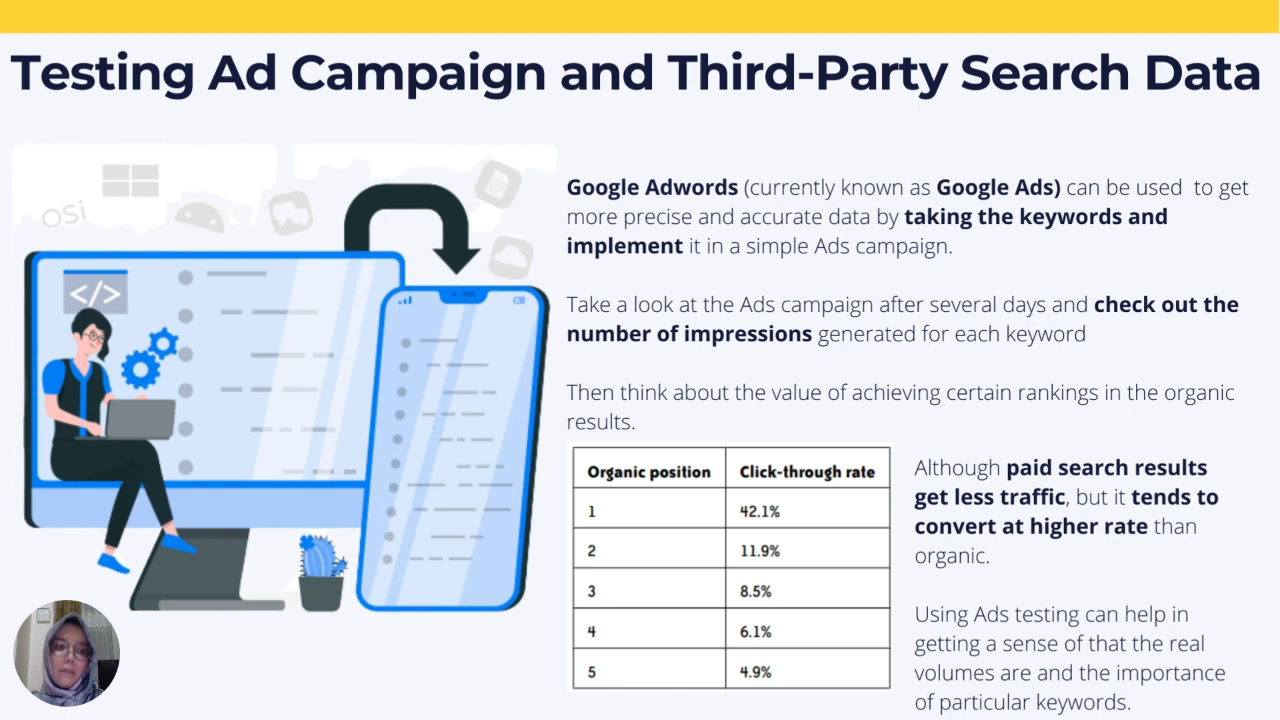 Testing Ad Campaign and Third-Party Search Data
osi
</>
Google Adwords (currently known as Google Ads) can be used  to get
more precise and accurate data by taking the keywords and
implement it in a simple Ads campaign.
Take a look at the Ads campaign after several days and check out the
number of impressions generated for each keyword
Then think about the value of achieving certain rankings in the organic
results.
Organic position Click-through rate
1 42.1%
2 11.9%
3 8.5%
4 6.1%
5 4.9%
Although paid search results
get less traffic, but it tends to
convert at higher rate than
organic.
Using Ads testing can help in
getting a sense of that the real
volumes are and the importance
of particular keywords.